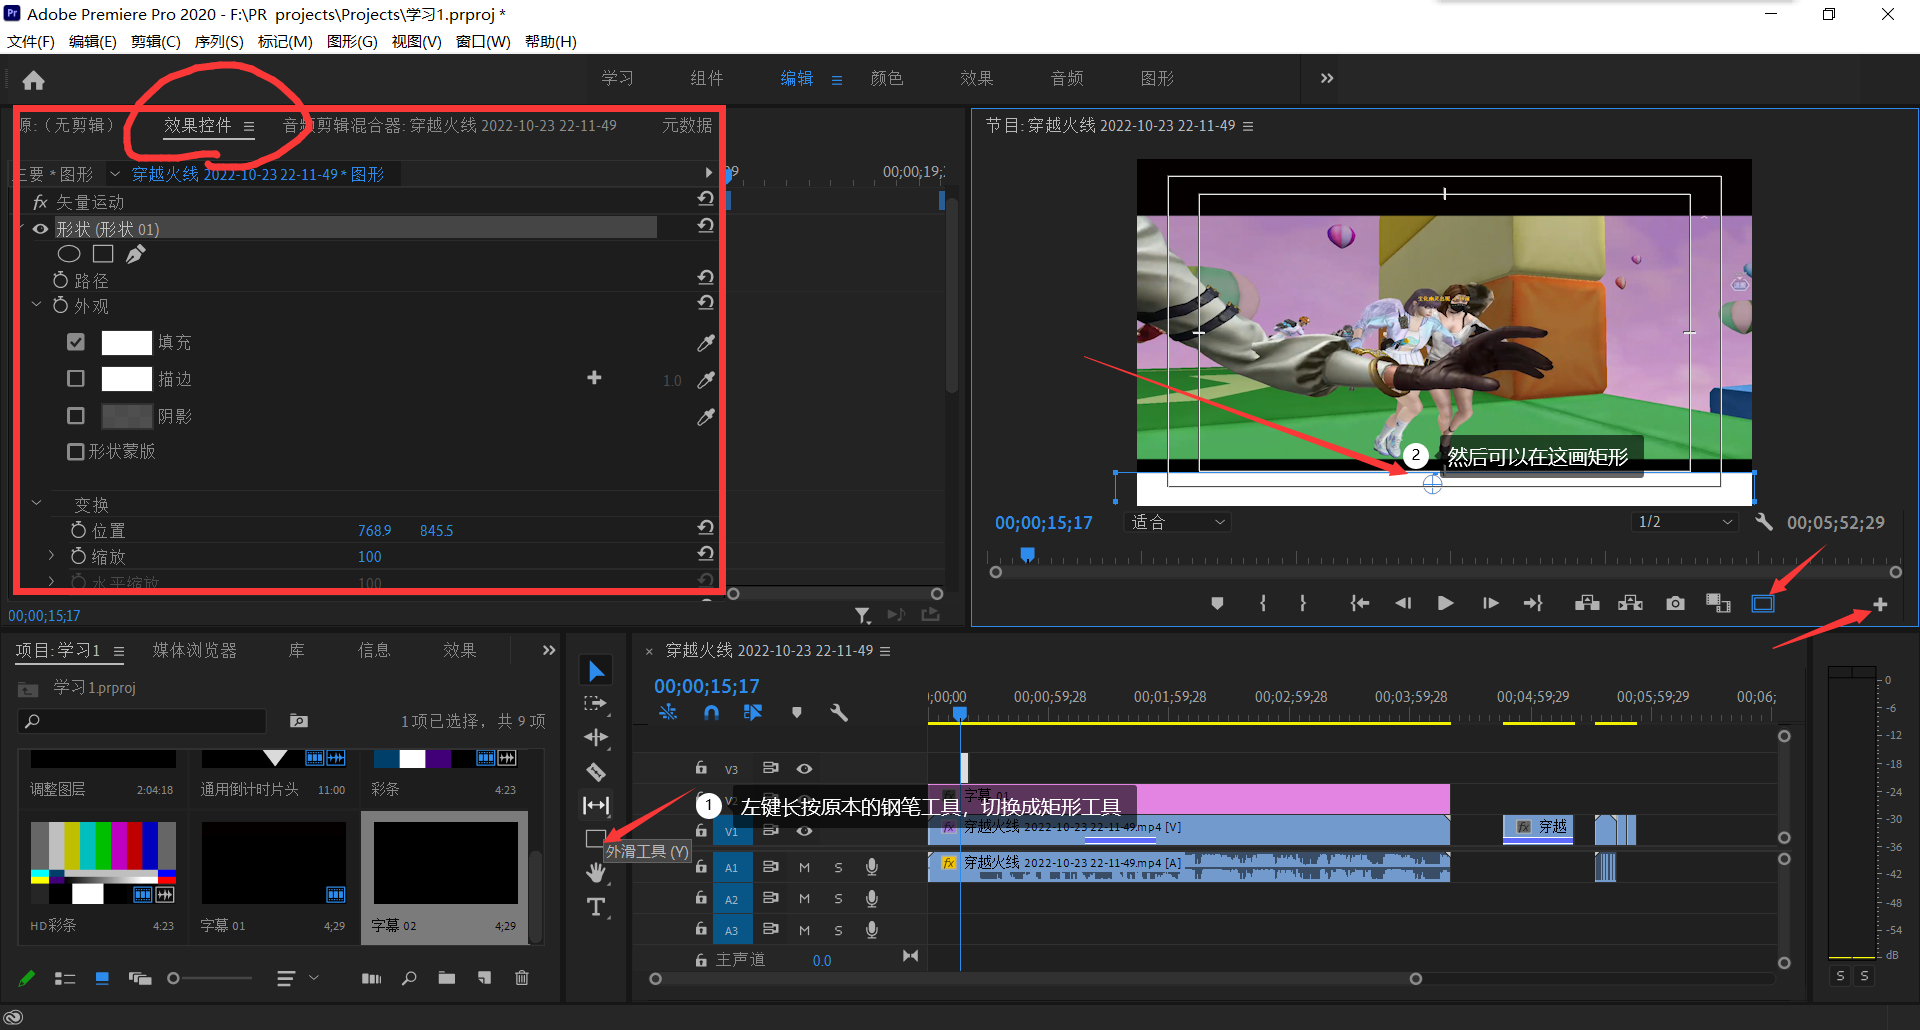 Adobe Premiere Pro 2020 - F:\PR projects\Projects\学习1.prproj *
文件(F) 编辑(E) 剪辑(C) 序列(S) 标记(M) 图形(G) 视图(V) 窗口(W) 帮助(H)
学习 组件 编辑 颜色 效果 音频 图形
源:（无剪辑） 效果控件 音频剪辑混合器: 穿越火线 2022-10-23 22-11-49 元数据
主要 * 图形 穿越火线 2022-10-23 22-11-49 * 图形
00;00;19;
fx 矢量运动
形状 (形状 01)
路径
外观
填充
描边 1.0
阴影
形状蒙版
变换
位置 768.9 845.5
缩放 100
水平缩放 100
00;00;15;17
节目: 穿越火线 2022-10-23 22-11-49
2 然后可以在这画矩形
00;00;15;17 适合 1/2 00;05;52;29
项目: 学习1 媒体浏览器 库 信息 效果
学习1.prproj
1项已选择，共 9 项
调整图层 2:04:18 通用倒计时片头 11:00 彩条 4:23
HD彩条 4:23 字幕 01 4;29 字幕 02 4;29
外滑工具 (Y)
× 穿越火线 2022-10-23 22-11-49
00;00;15;17
;00;00 00;00;59;28 00;01;59;28 00;02;59;28 00;03;59;28 00;04;59;29 00;05;59;29 00;06;
V3
V2 字幕 01
1 左键长按原本的钢笔工具，切换成矩形工具
V1 fx 穿越火线 2022-10-23 22-11-49.mp4 [V] fx 穿越
A1 M S fx 穿越火线 2022-10-23 22-11-49.mp4 [A]
A2 M S
A3 M S
主声道 0.0
0
-6
-12
-18
-24
-30
-36
-42
-48
-54
dB
S S